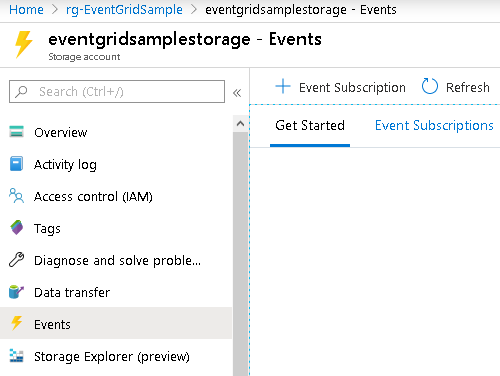 Home > rg-EventGridSample > eventgridsamplestorage - Events
eventgridsamplestorage - Events
Storage account
Search (Ctrl+/)
«
+ Event Subscription Refresh
Get Started Event Subscriptions
Overview
Activity log
Access control (IAM)
Tags
Diagnose and solve proble...
Data transfer
Events
Storage Explorer (preview)